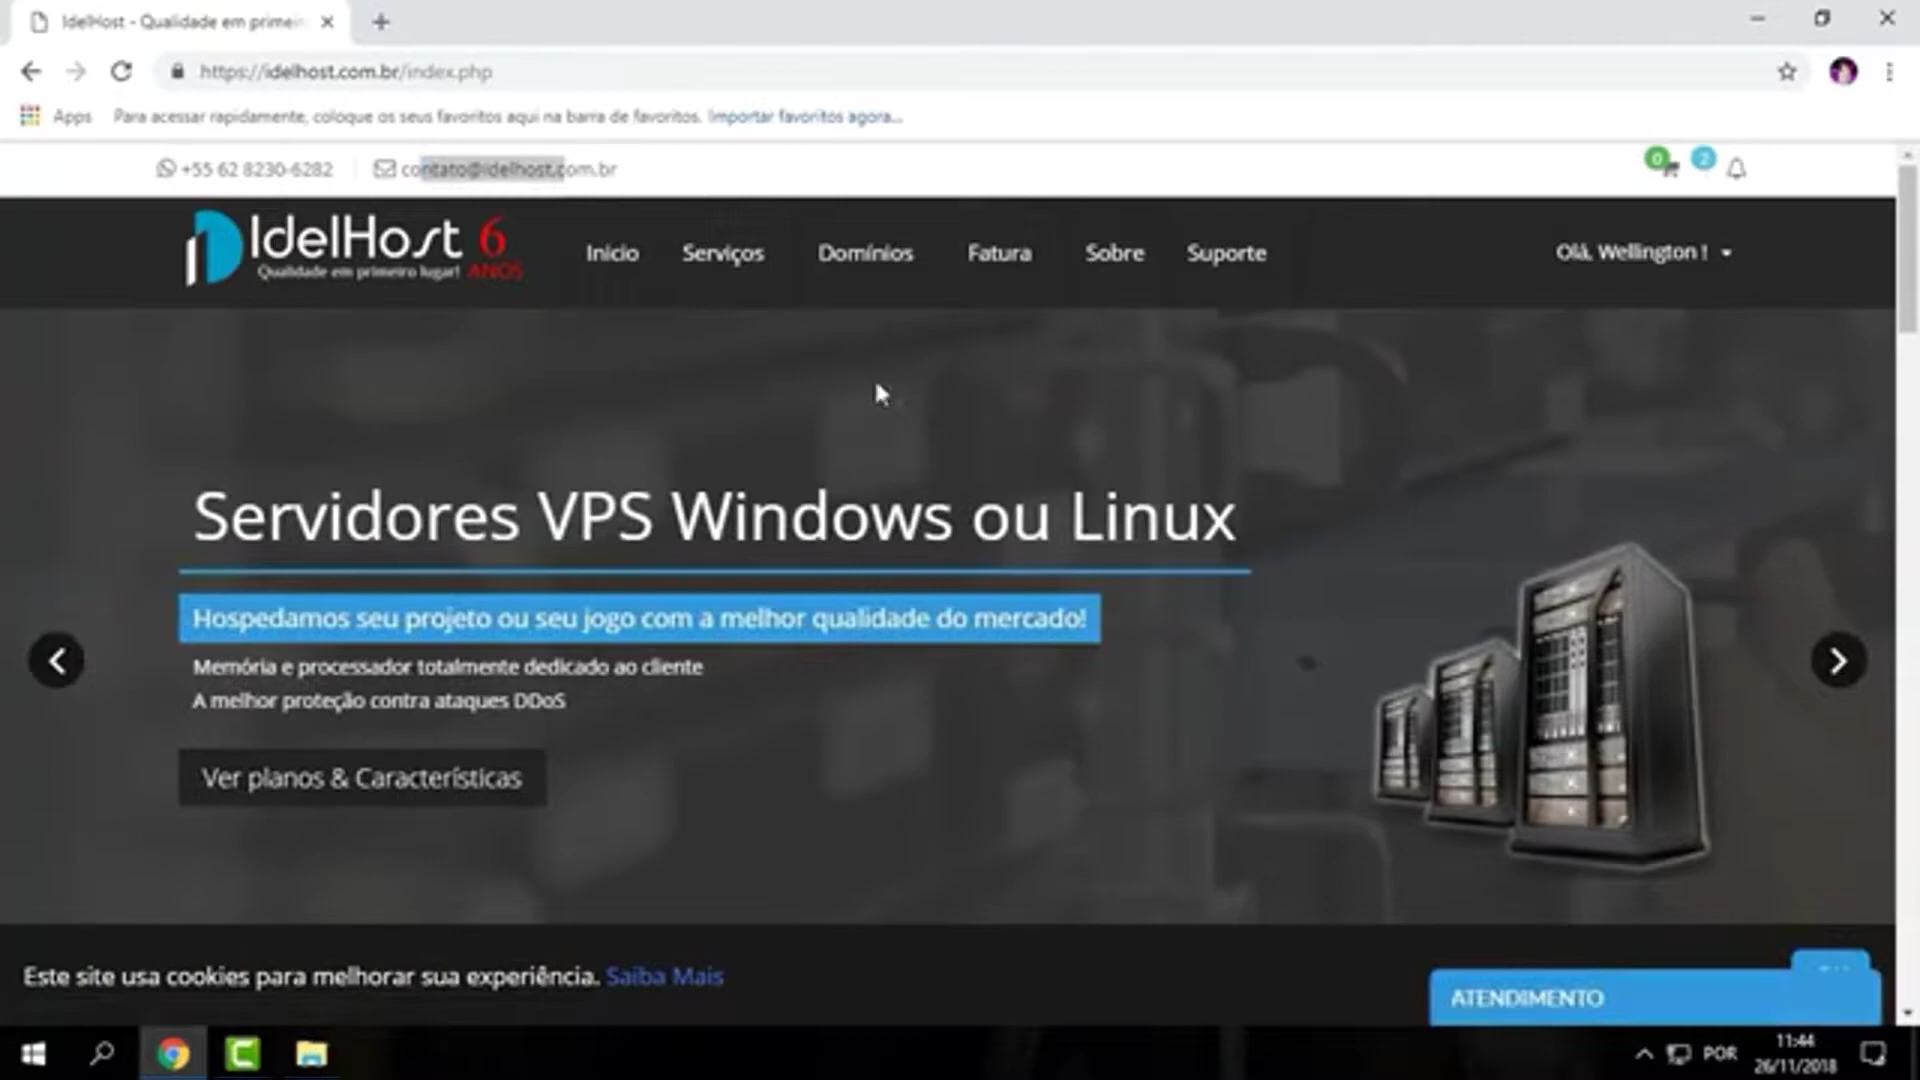 IdelHost - Qualidade em primei
https://idelhost.com.br/index.php
Apps Para acessar rapidamente, coloque os seus favoritos aqui na barra de favoritos. Importar favoritos agora...
+55 62 8230-6282 contato@idelhost.com.br
0 2
IdelHost 6
Qualidade em primeiro lugar! ANOS
Inicio Serviços Domínios Fatura Sobre Suporte Olá, Wellington !
Servidores VPS Windows ou Linux
Hospedamos seu projeto ou seu jogo com a melhor qualidade do mercado!
Memória e processador totalmente dedicado ao cliente
A melhor proteção contra ataques DDoS
Ver planos & Características
Este site usa cookies para melhorar sua experiência. Saiba Mais
ATENDIMENTO
POR 11:44
26/11/2018